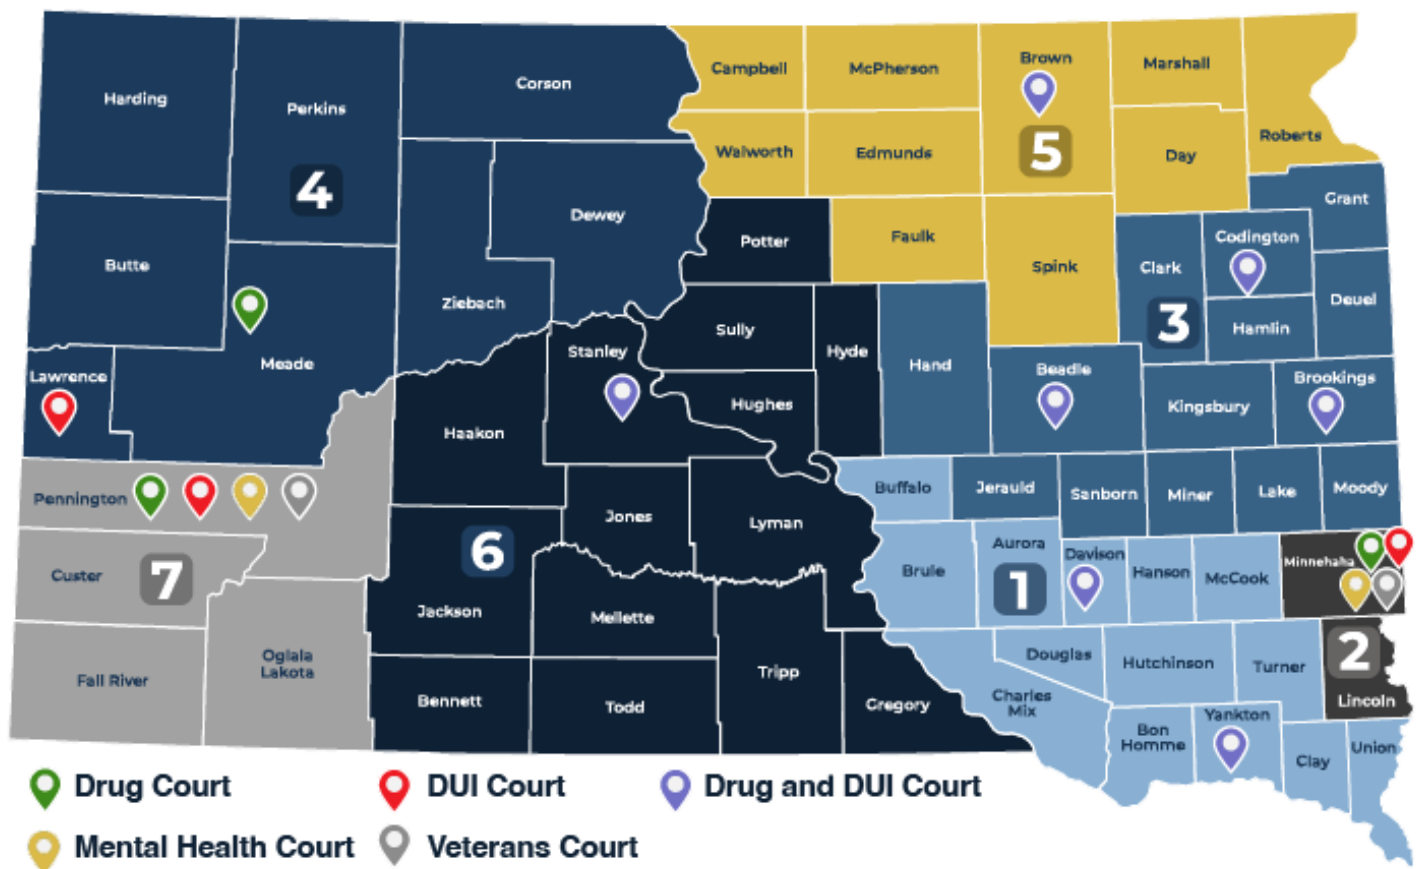 Harding
Perkins
Corson
Campbell
McPherson
Brown
Marshall
Roberts
4
Walworth
Edmunds
5
Day
Butte
Dewey
Potter
Faulk
Spink
Clark
Codington
Grant
Ziebach
Sully
Hyde
Hand
3
Hamlin
Deuel
Lawrence
Meade
Stanley
Hughes
Beadle
Kingsbury
Brookings
Haakon
Pennington
Jones
Lyman
Buffalo
Jerauld
Sanborn
Miner
Lake
Moody
Custer
7
6
Brule
Aurora
1
Davison
Hanson
McCook
Minnehaha
Jackson
Mellette
Fall River
Oglala
Lakota
Bennett
Todd
Tripp
Gregory
Charles
Mix
Douglas
Hutchinson
Turner
2
Lincoln
Bon
Homme
Yankton
Clay
Union
Drug Court
DUI Court
Drug and DUI Court
Mental Health Court
Veterans Court